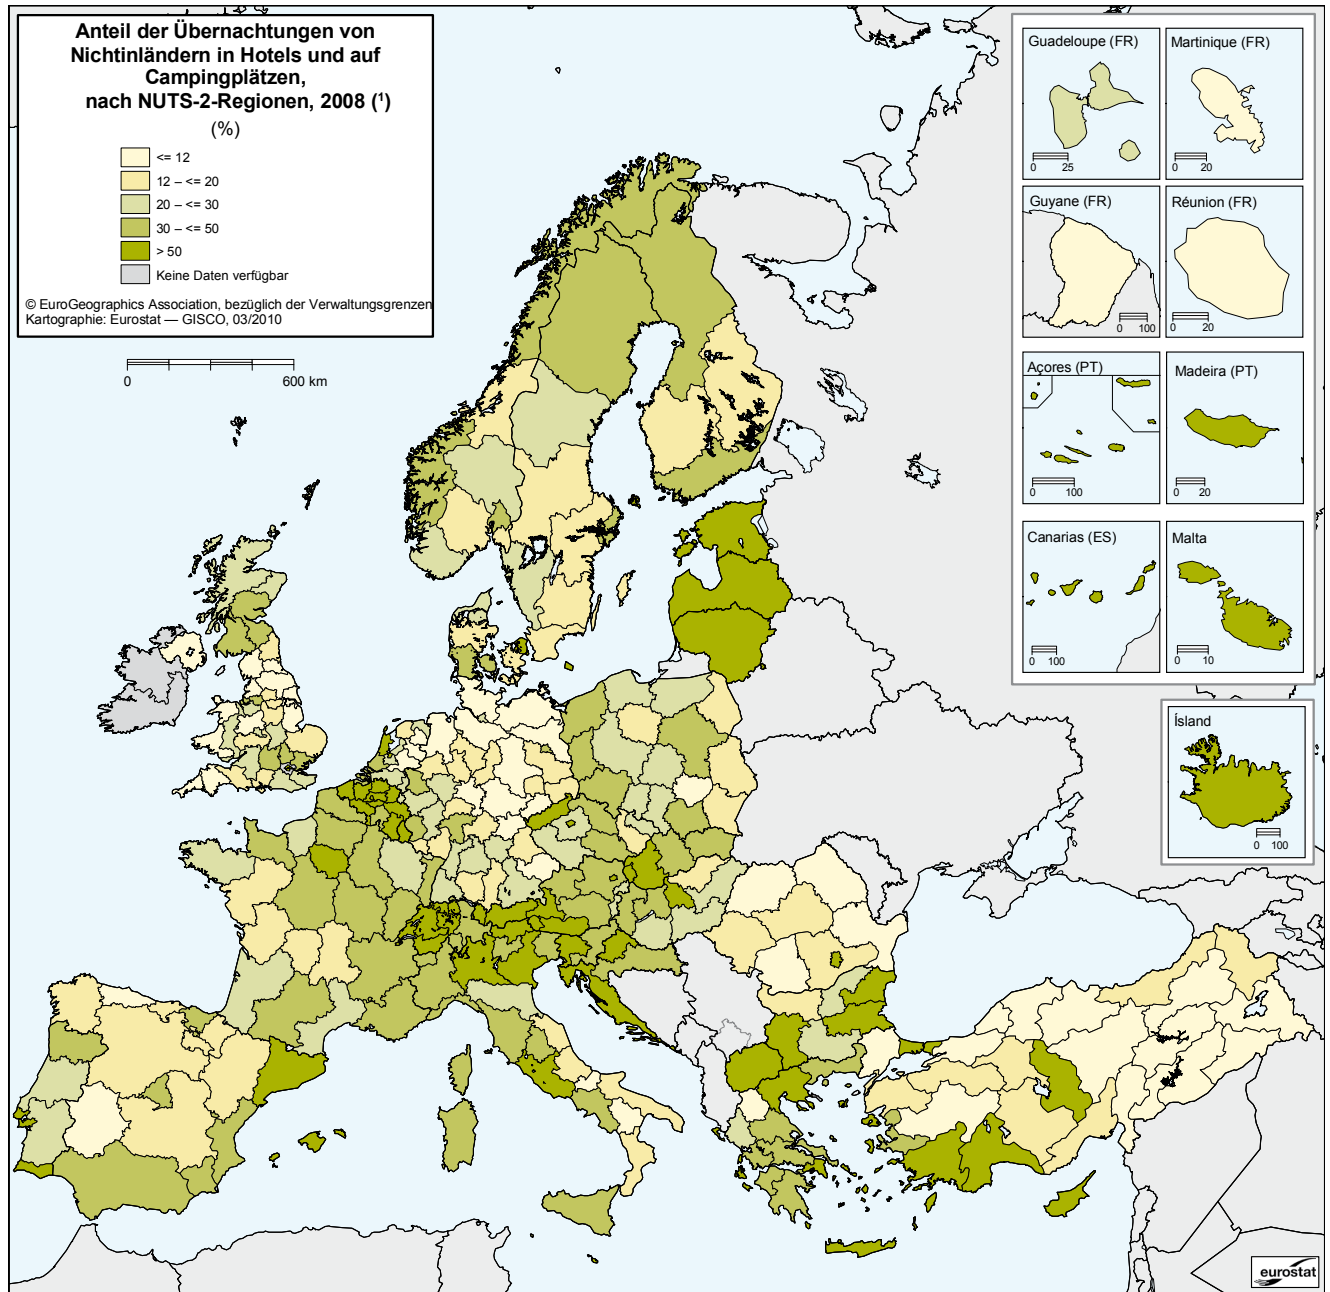 Anteil der Übernachtungen von
Nichtinländern in Hotels und auf
Campingplätzen,
nach NUTS-2-Regionen, 2008 (¹)
(%)
<= 12
12 – <= 20
20 – <= 30
30 – <= 50
> 50
Keine Daten verfügbar
© EuroGeographics Association, bezüglich der Verwaltungsgrenzen
Kartographie: Eurostat — GISCO, 03/2010
0 600 km
Guadeloupe (FR)
0 25
Martinique (FR)
0 20
Guyane (FR)
0 100
Réunion (FR)
0 20
Açores (PT)
0 100
Madeira (PT)
0 20
Canarias (ES)
0 100
Malta
0 10
Ísland
0 100
eurostat